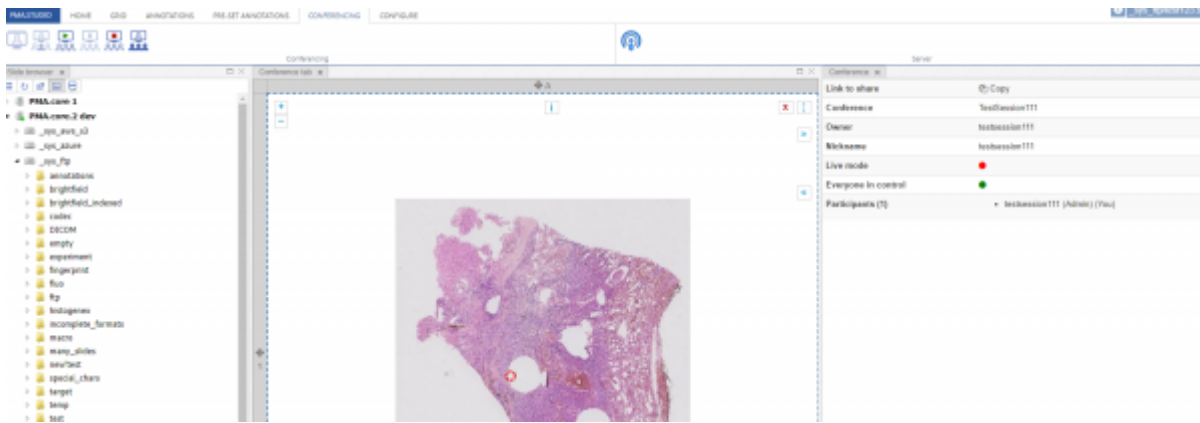 PMA.STUDIO HOME GRID ANNOTATIONS PRE-SET ANNOTATIONS CONFERENCING CONFIGURE
Conferencing Server
Slide browser Conference tab Conference
PMA.core 1
PMA.core.2 dev
_sys_aws_s3
_sys_azure
_sys_ftp
annotations
brightfield
brightfield_indexed
codec
DICOM
empty
experiment
fingerprint
fluo
ftp
histogenex
incomplete_formats
macro
many_slides
newTest
special_chars
target
temp
test
A
1
Link to share Copy
Conference TestSession111
Owner testsession111
Nickname testsession111
Live mode
Everyone in control
Participants (1) testsession111 (Admin) (You)